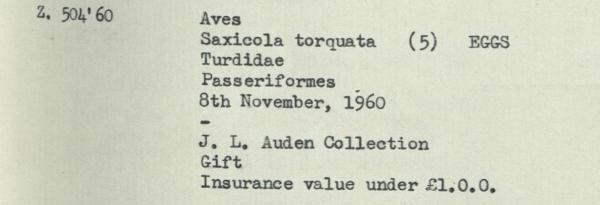 Z. 504'60
Aves
Saxicola torquata (5) EGGS
Turdidae
Passeriformes
8th November, 1960
-
J. L. Auden Collection
Gift
Insurance value under £1.0.0.